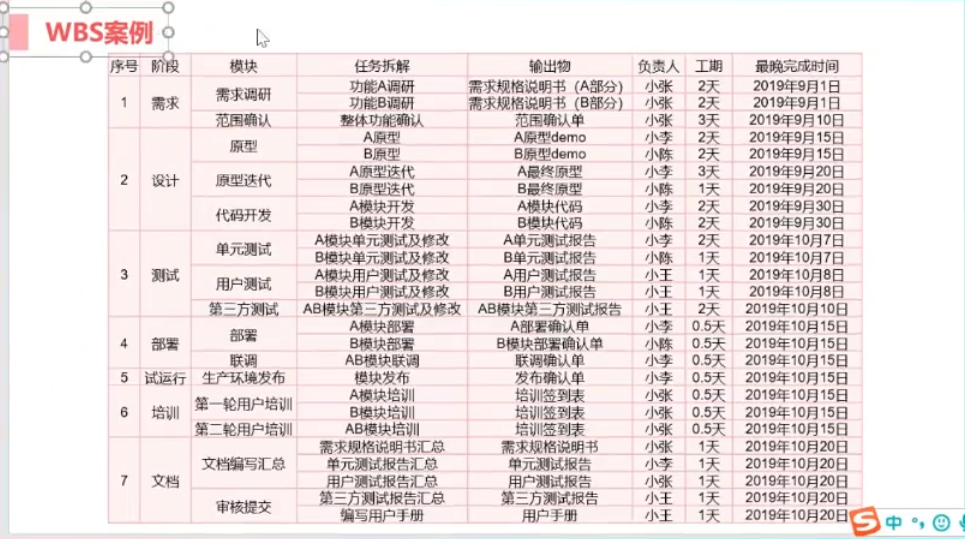 WBS案例
序号 阶段 模块 任务拆解 输出物 负责人 工期 最晚完成时间
1 需求 需求调研 功能A调研 需求规格说明书（A部分） 小张 2天 2019年9月1日
功能B调研 需求规格说明书（B部分） 小张 2天 2019年9月1日
范围确认 整体功能确认 范围确认单 小张 3天 2019年9月10日
2 设计 原型 A原型 A原型demo 小李 2天 2019年9月15日
B原型 B原型demo 小陈 2天 2019年9月15日
原型迭代 A原型迭代 A最终原型 小李 3天 2019年9月20日
B原型迭代 B最终原型 小陈 1天 2019年9月20日
代码开发 A模块开发 A模块代码 小李 2天 2019年9月30日
B模块开发 B模块代码 小陈 2天 2019年9月30日
3 测试 单元测试 A模块单元测试及修改 A单元测试报告 小李 2天 2019年10月7日
B模块单元测试及修改 B单元测试报告 小陈 1天 2019年10月7日
用户测试 A模块用户测试及修改 A用户测试报告 小王 1天 2019年10月8日
B模块用户测试及修改 B用户测试报告 小王 1天 2019年10月8日
第三方测试 AB模块第三方测试及修改 AB模块第三方测试报告 小王 2天 2019年10月10日
4 部署 部署 A模块部署 A部署确认单 小李 0.5天 2019年10月15日
B模块部署 B模块部署确认单 小陈 0.5天 2019年10月15日
联调 AB模块联调 联调确认单 小李 0.5天 2019年10月15日
5 试运行 生产环境发布 模块发布 发布确认单 小李 0.5天 2019年10月15日
6 培训 第一轮用户培训 A模块培训 培训签到表 小张 0.5天 2019年10月15日
B模块培训 培训签到表 小张 0.5天 2019年10月15日
第二轮用户培训 AB模块培训 培训签到表 小张 0.5天 2019年10月15日
7 文档 文档编写汇总 需求规格说明书汇总 需求规格说明书 小张 1天 2019年10月20日
单元测试报告汇总 单元测试报告 小李 1天 2019年10月20日
用户测试报告汇总 用户测试报告 小张 1天 2019年10月20日
审核提交 第三方测试报告汇总 第三方测试报告 小王 1天 2019年10月20日
编写用户手册 用户手册 小王 1天 2019年10月20日
中